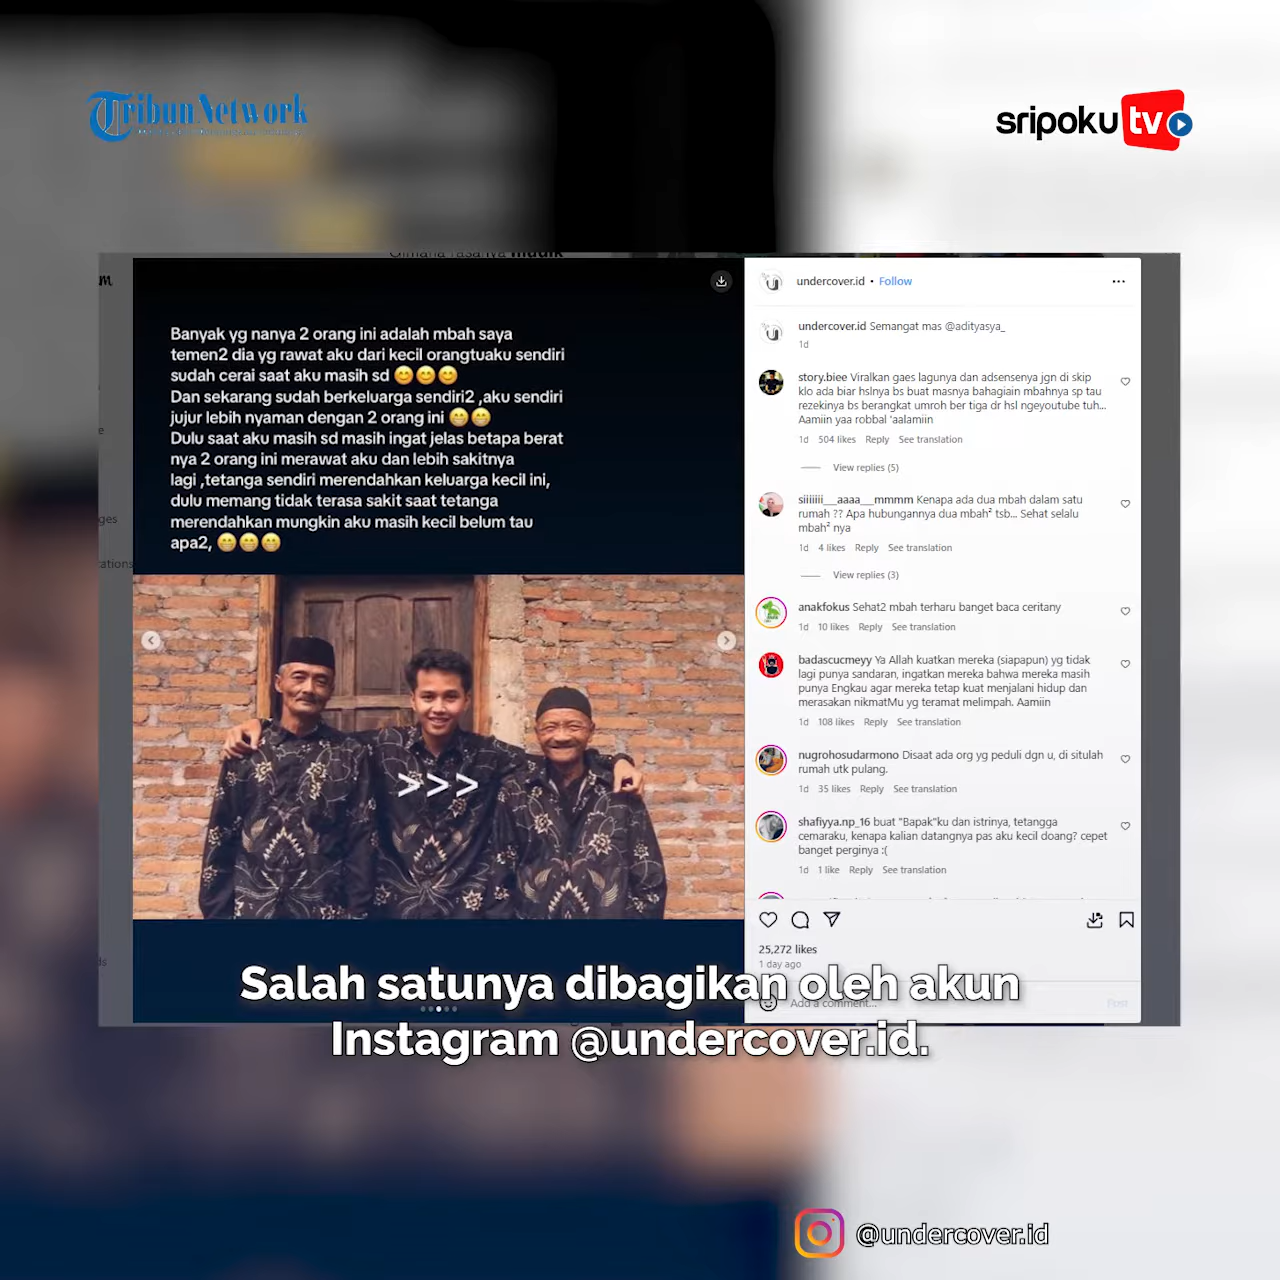 Tribun Network
sripoku tv
Gimana rasanya mudik
m
undercover.id • Follow
undercover.id Semangat mas @adityasya_
1d
Banyak yg nanya 2 orang ini adalah mbah saya
temen2 dia yg rawat aku dari kecil orangtuaku sendiri
sudah cerai saat aku masih sd 😊😊😊
Dan sekarang sudah berkeluarga sendiri2 ,aku sendiri
jujur lebih nyaman dengan 2 orang ini 😁😁
Dulu saat aku masih sd masih ingat jelas betapa berat
nya 2 orang ini merawat aku dan lebih sakitnya
lagi ,tetanga sendiri merendahkan keluarga kecil ini,
dulu memang tidak terasa sakit saat tetanga
merendahkan mungkin aku masih kecil belum tau
apa2, 😁😁😁
e
ges
rations
ds
>>>
story.biee Viralkan gaes lagunya dan adsensenya jgn di skip
klo ada biar hslnya bs buat masnya bahagiain mbahnya sp tau
rezekinya bs berangkat umroh ber tiga dr hsl ngeyoutube tuh...
Aamiin yaa robbal 'aalamiin
1d 504 likes Reply See translation
View replies (5)
siiiiiii___aaaa___mmmm Kenapa ada dua mbah dalam satu
rumah ?? Apa hubungannya dua mbah² tsb... Sehat selalu
mbah² nya
1d 4 likes Reply See translation
View replies (3)
anakfokus Sehat2 mbah terharu banget baca ceritany
1d 10 likes Reply See translation
badascucmeyy Ya Allah kuatkan mereka (siapapun) yg tidak
lagi punya sandaran, ingatkan mereka bahwa mereka masih
punya Engkau agar mereka tetap kuat menjalani hidup dan
merasakan nikmatMu yg teramat melimpah. Aamiin
1d 108 likes Reply See translation
nugrohosudarmono Disaat ada org yg peduli dgn u, di situlah
rumah utk pulang.
1d 35 likes Reply See translation
shafiyya.np_16 buat "Bapak"ku dan istrinya, tetangga
cemaraku, kenapa kalian datangnya pas aku kecil doang? cepet
banget perginya :(
1d 1 like Reply See translation
25,272 likes
1 day ago
Add a comment...
Post
Salah satunya dibagikan oleh akun
Instagram @undercover.id.
@undercover.id